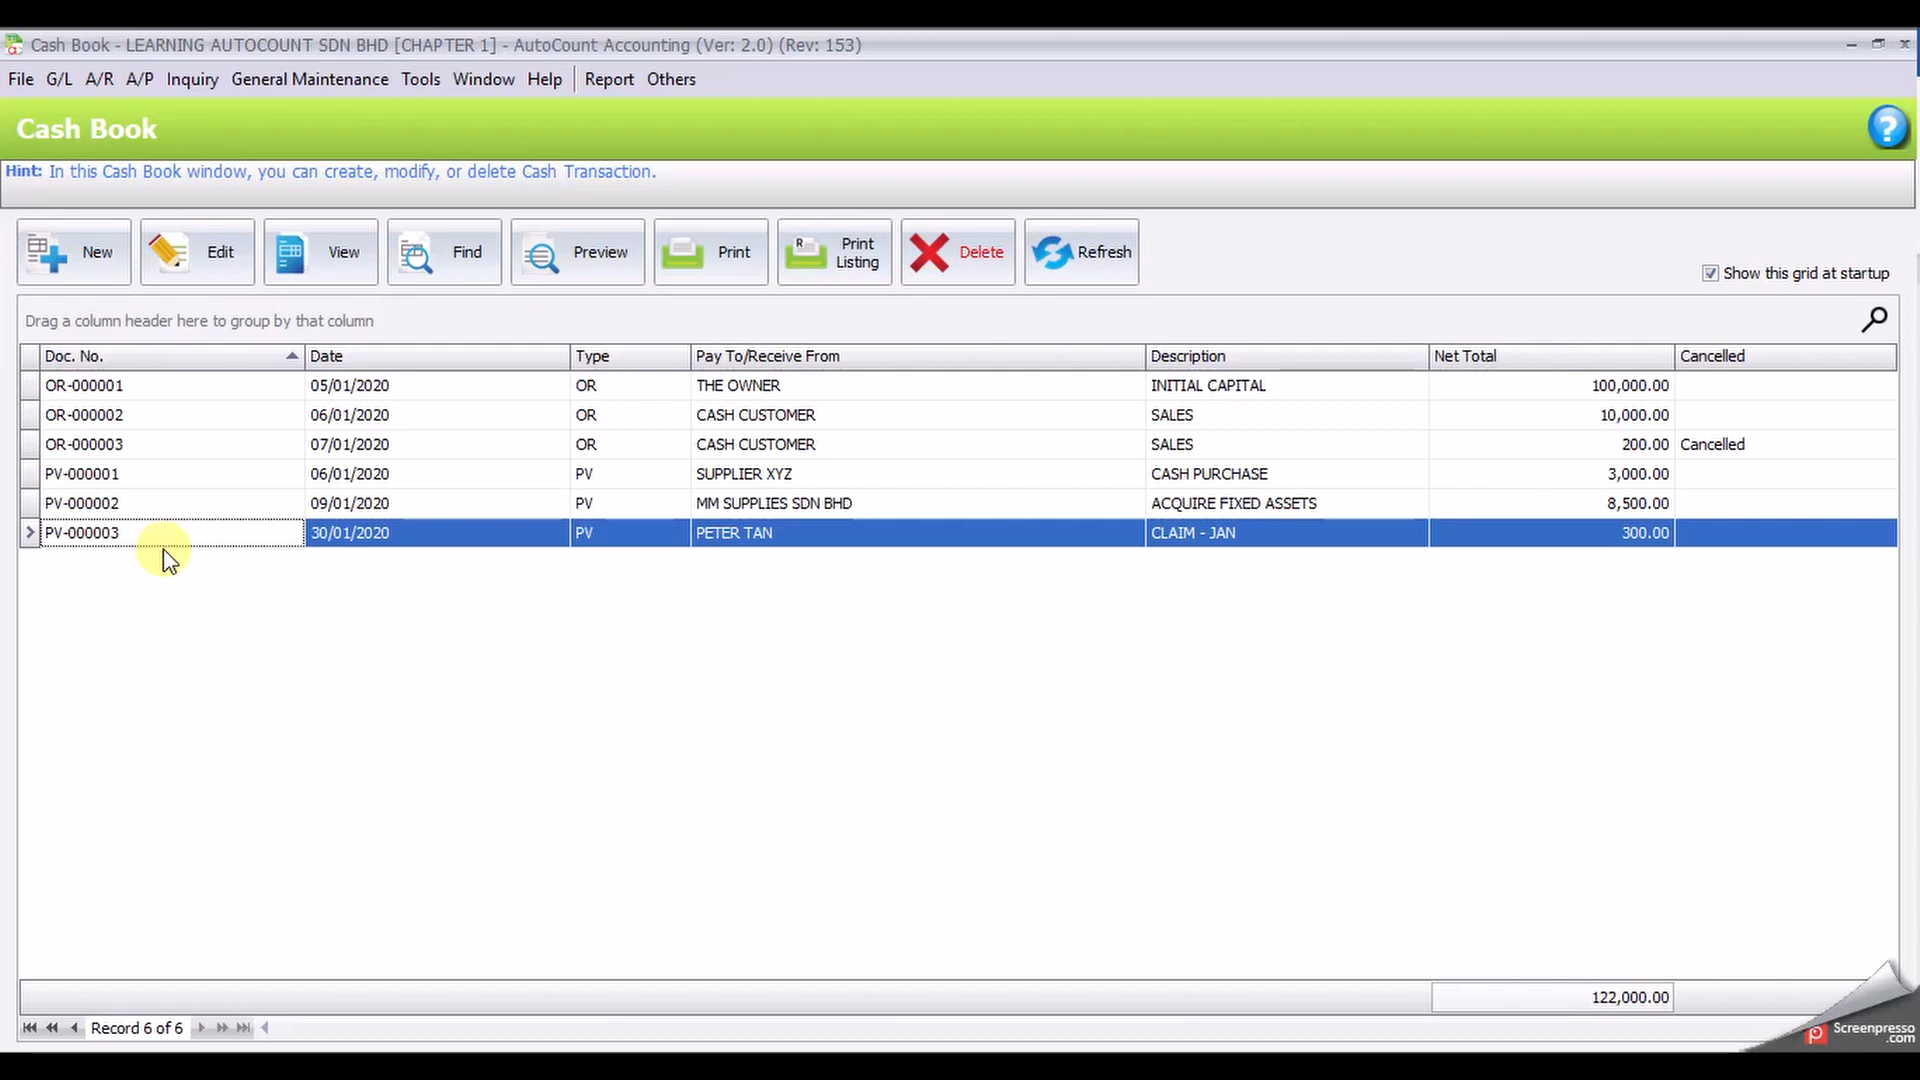 Cash Book - LEARNING AUTOCOUNT SDN BHD [CHAPTER 1] - AutoCount Accounting (Ver: 2.0) (Rev: 153)
File G/L A/R A/P Inquiry General Maintenance Tools Window Help Report Others
Cash Book
Hint: In this Cash Book window, you can create, modify, or delete Cash Transaction.
New Edit View Find Preview Print Print Listing Delete Refresh
Show this grid at startup
Drag a column header here to group by that column
Doc. No. Date Type Pay To/Receive From Description Net Total Cancelled
OR-000001 05/01/2020 OR THE OWNER INITIAL CAPITAL 100,000.00
OR-000002 06/01/2020 OR CASH CUSTOMER SALES 10,000.00
OR-000003 07/01/2020 OR CASH CUSTOMER SALES 200.00 Cancelled
PV-000001 06/01/2020 PV SUPPLIER XYZ CASH PURCHASE 3,000.00
PV-000002 09/01/2020 PV MM SUPPLIES SDN BHD ACQUIRE FIXED ASSETS 8,500.00
PV-000003 30/01/2020 PV PETER TAN CLAIM - JAN 300.00
122,000.00
Record 6 of 6
Screenpresso
.com